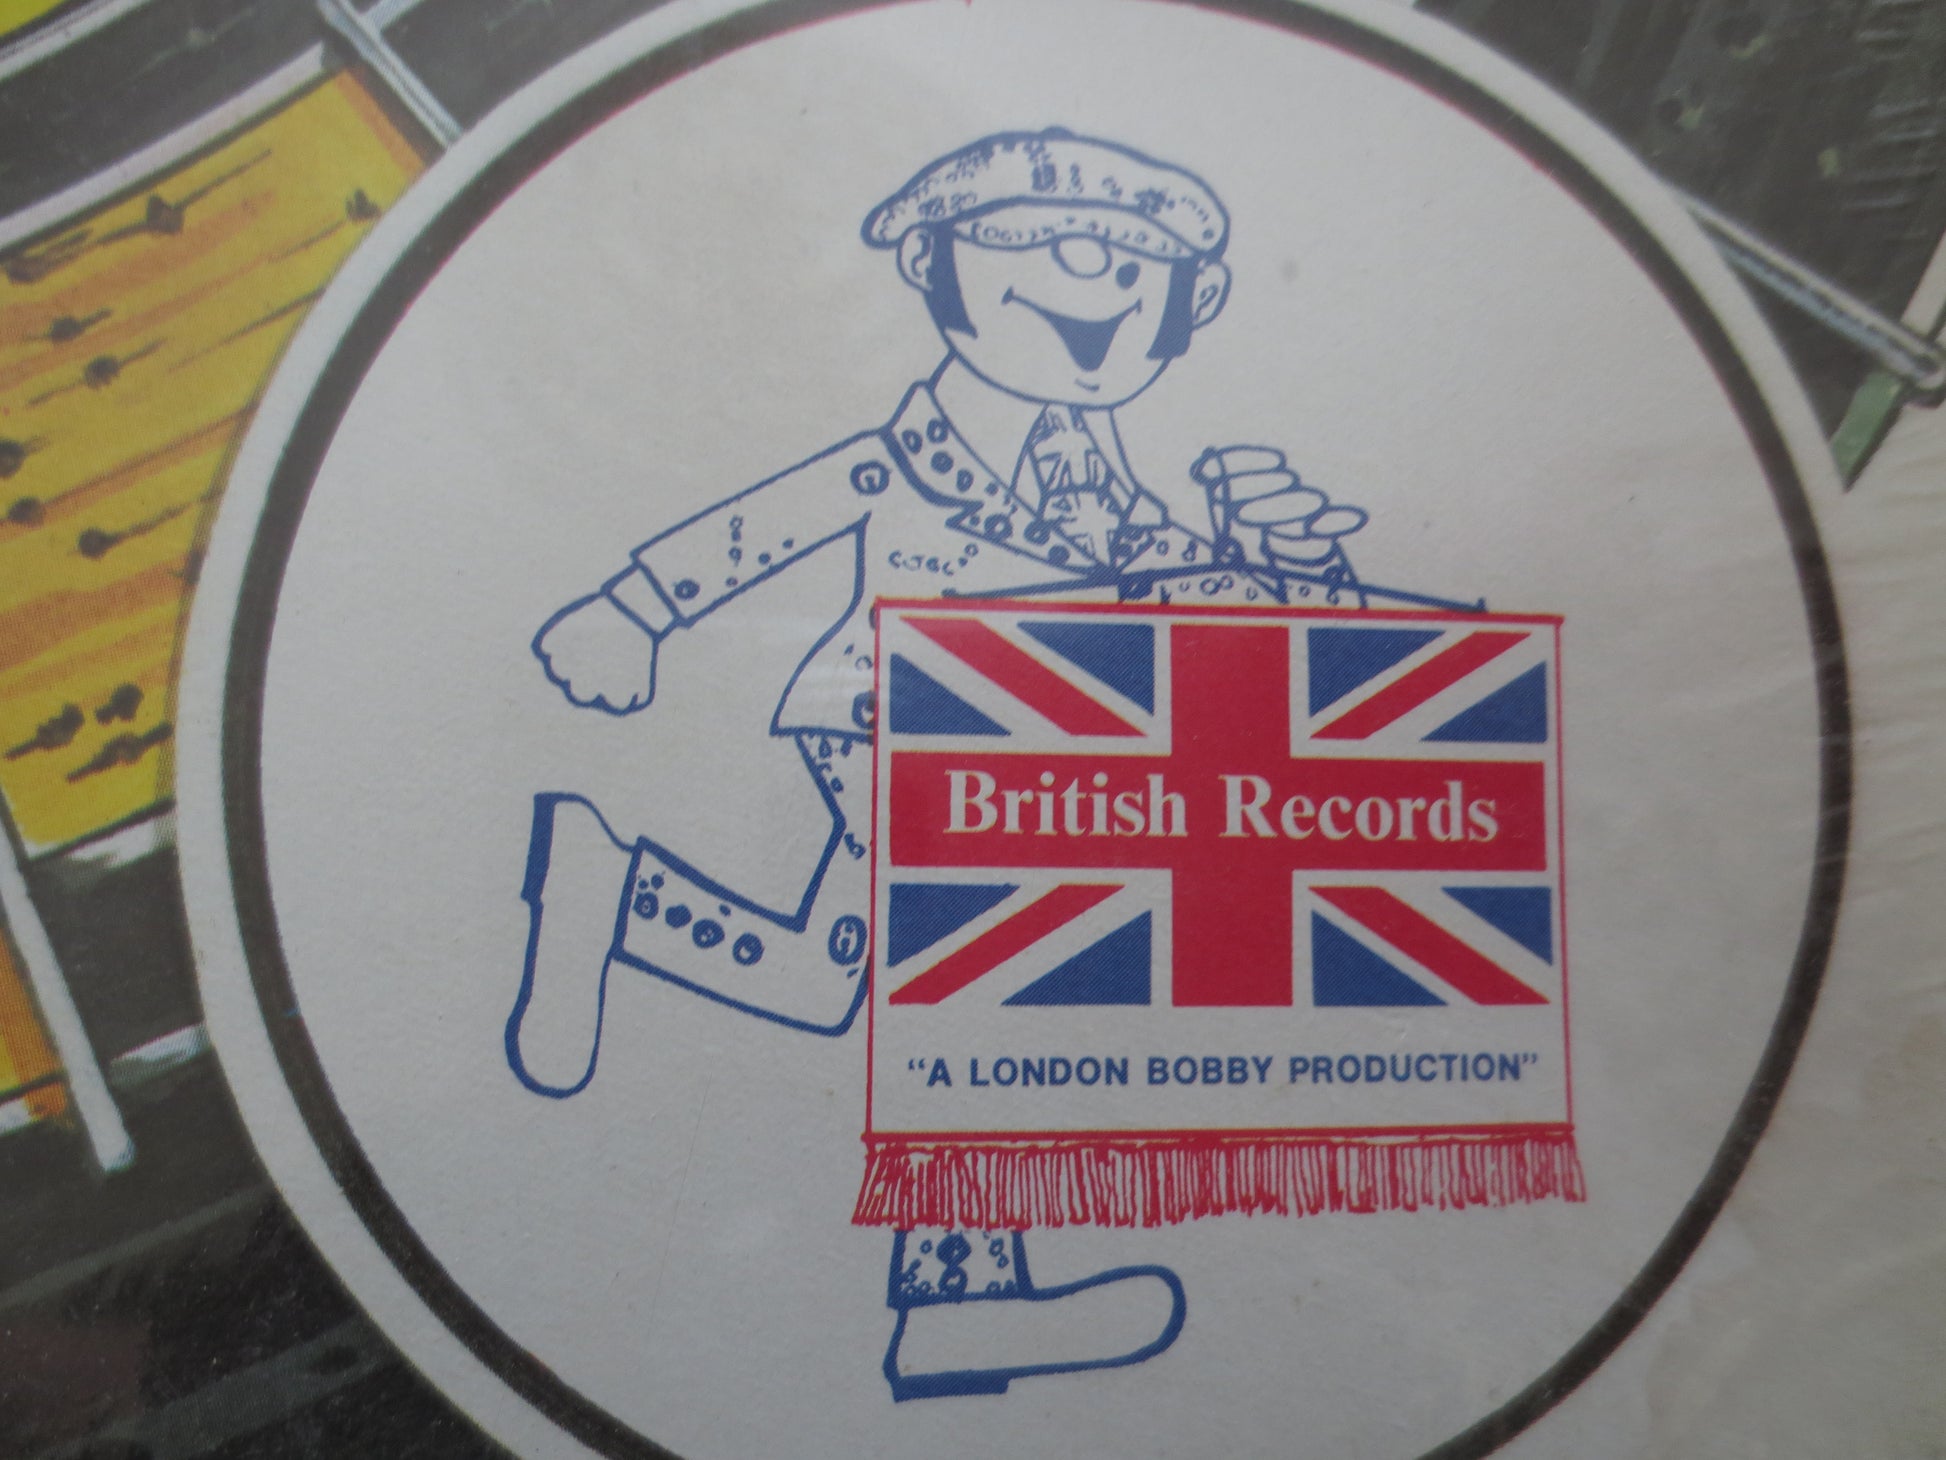 British Records
“A LONDON BOBBY PRODUCTION”